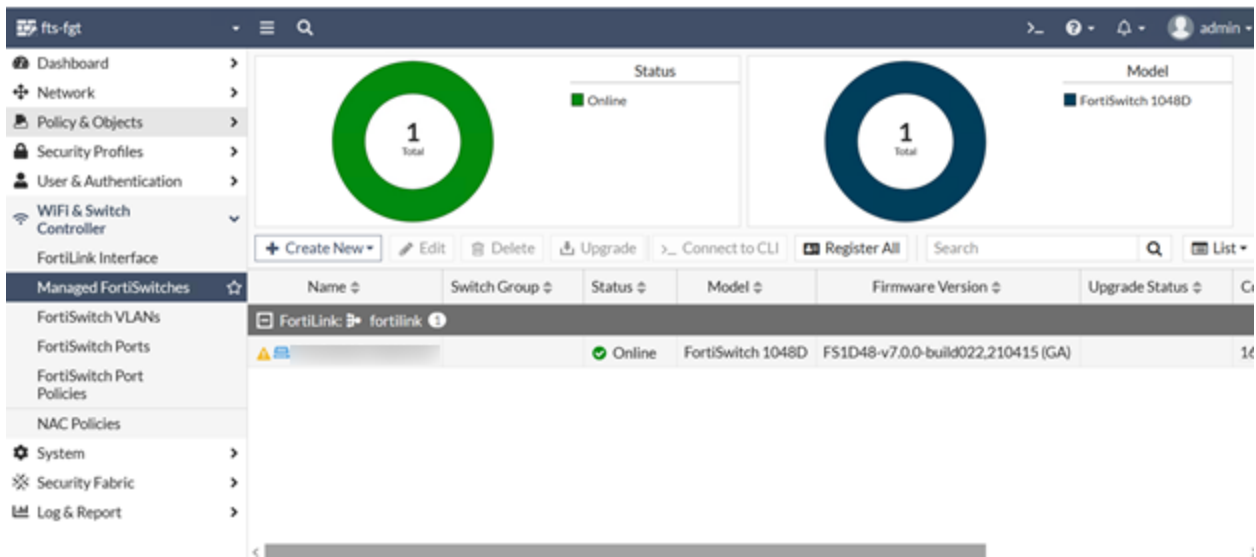 fts-fgt
>_
admin
Dashboard
Network
Policy & Objects
Security Profiles
User & Authentication
WiFi & Switch
Controller
FortiLink Interface
Managed FortiSwitches
FortiSwitch VLANs
FortiSwitch Ports
FortiSwitch Port
Policies
NAC Policies
System
Security Fabric
Log & Report
1
Total
Status
Online
1
Total
Model
FortiSwitch 1048D
+ Create New Edit Delete Upgrade >_ Connect to CLI Register All Search List
Name Switch Group Status Model Firmware Version Upgrade Status
FortiLink: fortilink 1
Online FortiSwitch 1048D FS1D48-v7.0.0-build022,210415 (GA)